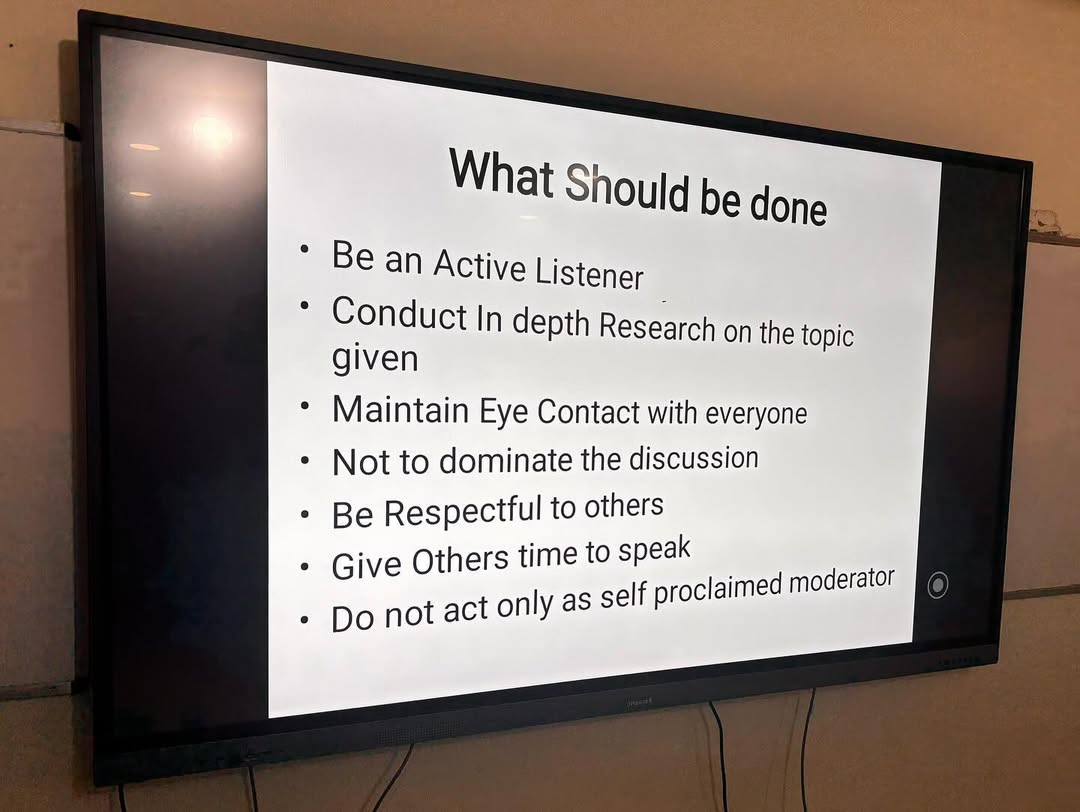 What Should be done
• Be an Active Listener
• Conduct In depth Research on the topic
given
• Maintain Eye Contact with everyone
• Not to dominate the discussion
• Be Respectful to others
• Give Others time to speak
• Do not act only as self proclaimed moderator